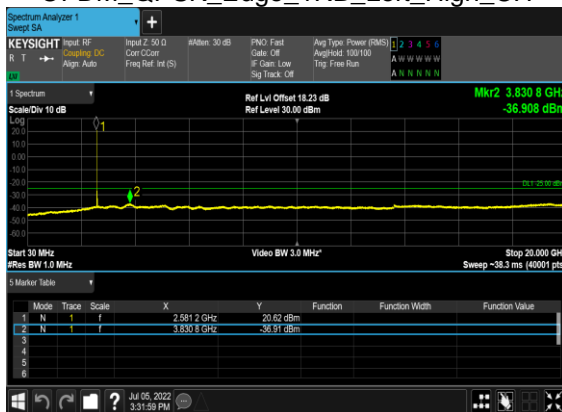 Spectrum Analyzer 1
Swept SA
KEYSIGHT Input: RF Input Z: 50 Ω #Atten: 30 dB PNO: Fast Avg Type: Power (RMS) 1 2 3 4 5 6
R T Coupling: DC Corr CCorr Gate: Off Avg|Hold: 100/100 A W W W W W
Align: Auto Freq Ref: Int (S) IF Gain: Low Trig: Free Run
Sig Track: Off A N N N N N
1 Spectrum Ref Lvl Offset 18.23 dB Mkr2 3.830 8 GHz
Scale/Div 10 dB Ref Level 30.00 dBm -36.908 dBm
Log
20.0 1
10.0
0.00
-10.0
-20.0 2 DL1 -25.00 dBm
-30.0
-40.0
-50.0
-60.0
Start 30 MHz Video BW 3.0 MHz* Stop 20.000 GHz
#Res BW 1.0 MHz Sweep ~38.3 ms (40001 pts)
5 Marker Table
Mode Trace Scale X Y Function Function Width Function Value
1 N 1 f 2.581 2 GHz 20.62 dBm
2 N 1 f 3.830 8 GHz -36.91 dBm
3
4
5
6
? Jul 05, 2022
3:31:59 PM